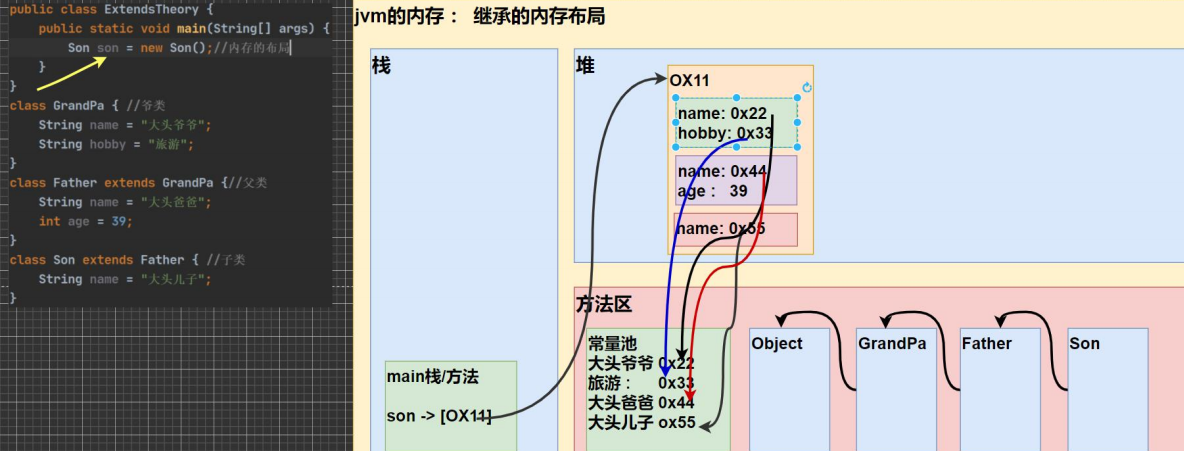 public class ExtendsTheory {
public static void main(String[] args) {
Son son = new Son();//内存的布局
}
}
class GrandPa { //爷类
String name = "大头爷爷";
String hobby = "旅游";
}
class Father extends GrandPa {//父类
String name = "大头爸爸";
int age = 39;
}
class Son extends Father { //子类
String name = "大头儿子";
}
jvm的内存： 继承的内存布局
栈
main栈/方法
son -> [OX11]
堆
OX11
name: 0x22
hobby: 0x33
name: 0x44
age： 39
name: 0x55
方法区
常量池
大头爷爷 0x22
旅游： 0x33
大头爸爸 0x44
大头儿子 ox55
Object
GrandPa
Father
Son